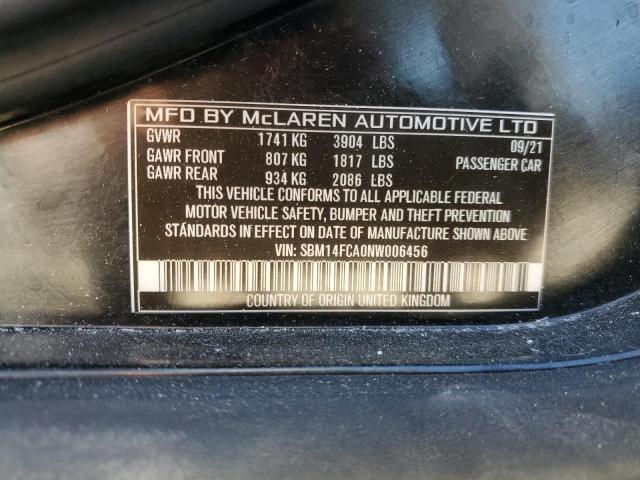 MFD BY McLAREN AUTOMOTIVE LTD
GVWR 1741 KG 3904 LBS 09/21
GAWR FRONT 807 KG 1817 LBS PASSENGER CAR
GAWR REAR 934 KG 2086 LBS
THIS VEHICLE CONFORMS TO ALL APPLICABLE FEDERAL
MOTOR VEHICLE SAFETY, BUMPER AND THEFT PREVENTION
STANDARDS IN EFFECT ON DATE OF MANUFACTURE SHOWN ABOVE
VIN: SBM14FCA0NW006456
COUNTRY OF ORIGIN UNITED KINGDOM